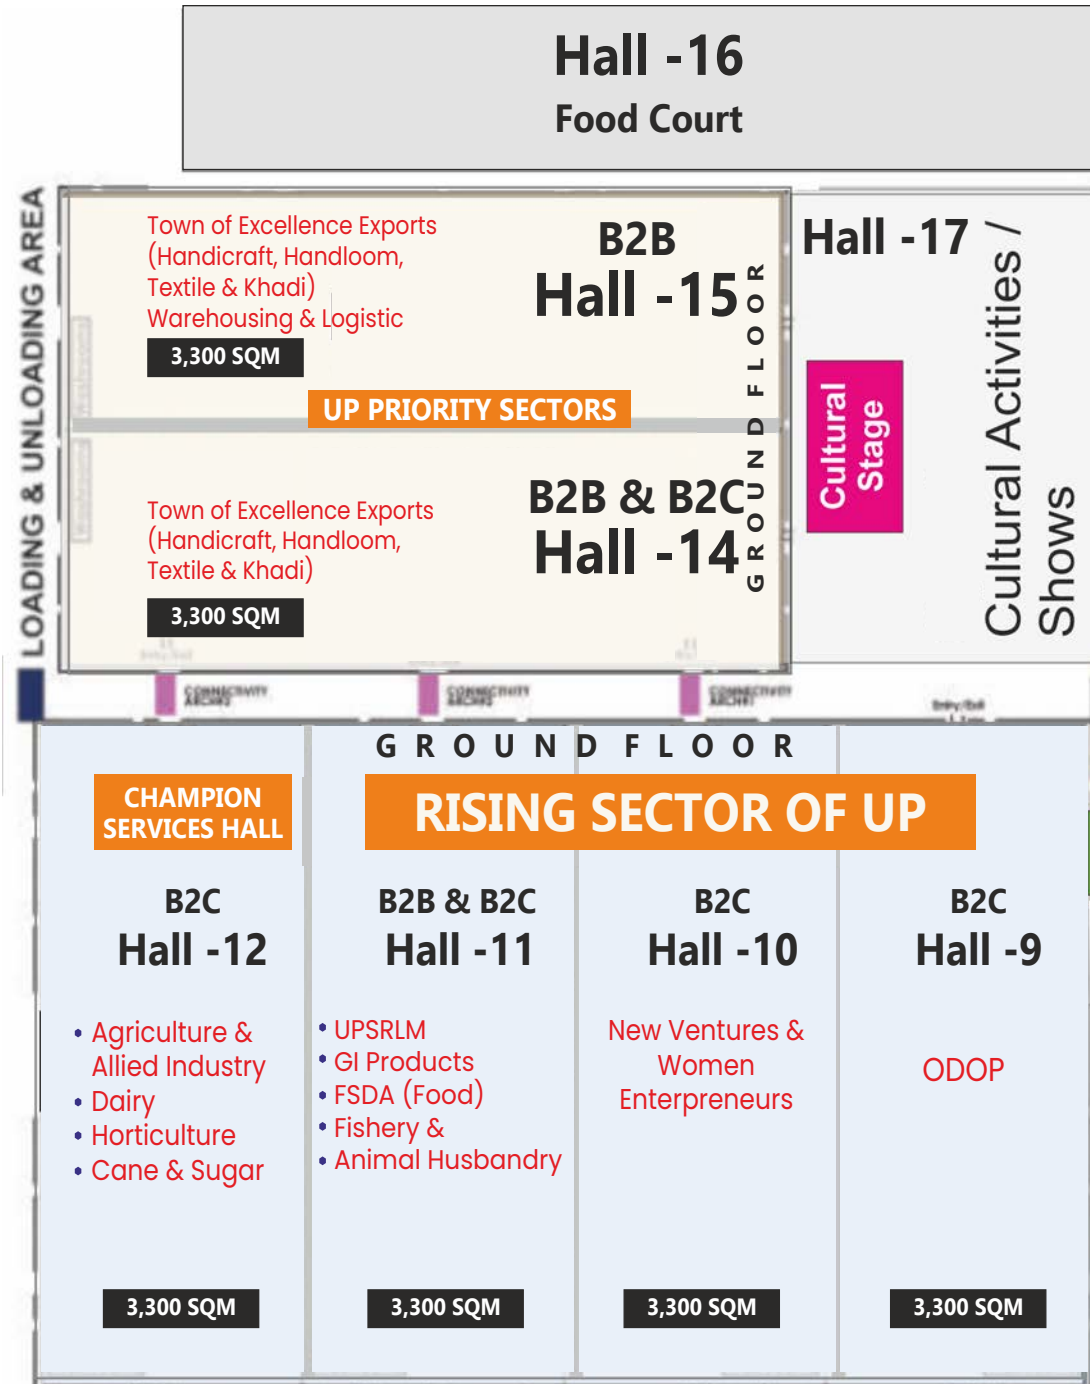 Hall -16
Food Court
LOADING & UNLOADING AREA
Town of Excellence Exports
(Handicraft, Handloom,
Textile & Khadi)
Warehousing & Logistic
3,300 SQM
B2B
Hall -15
UP PRIORITY SECTORS
GROUND FLOOR
Town of Excellence Exports
(Handicraft, Handloom,
Textile & Khadi)
3,300 SQM
B2B & B2C
Hall -14
Hall -17
Cultural
Stage
Cultural Activities /
Shows
CONNECTIVITY
CONNECTIVITY
CONNECTIVITY
Entry/Exit
GROUND FLOOR
CHAMPION
SERVICES HALL
RISING SECTOR OF UP
B2C
Hall -12
• Agriculture &
Allied Industry
• Dairy
• Horticulture
• Cane & Sugar
3,300 SQM
B2B & B2C
Hall -11
• UPSRLM
• GI Products
• FSDA (Food)
• Fishery &
• Animal Husbandry
3,300 SQM
B2C
Hall -10
New Ventures &
Women
Enterpreneurs
3,300 SQM
B2C
Hall -9
ODOP
3,300 SQM